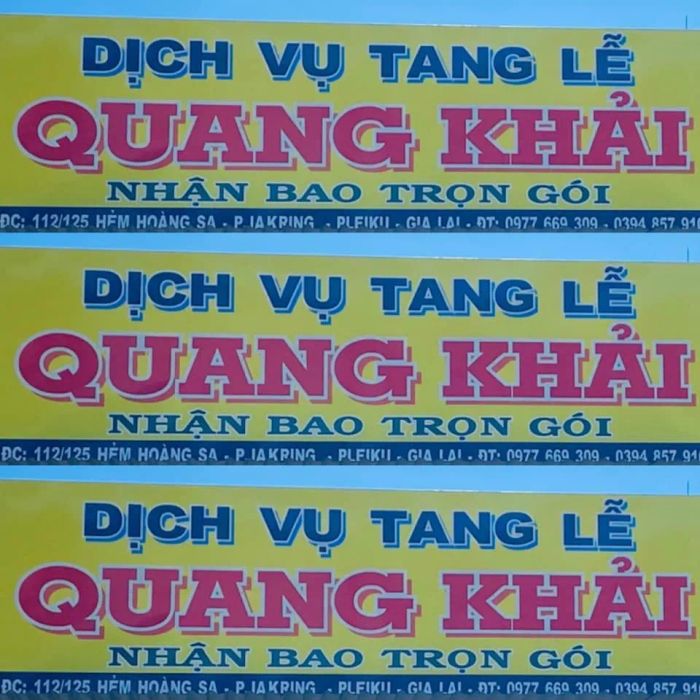 DỊCH VỤ TANG LỄ
QUANG KHẢI
NHẬN BAO TRỌN GÓI
ĐC: 112/125 HẺM HOÀNG SA - P.IAKRING - PLEIKU - GIA LAI - ĐT: 0977 669 309 - 0394 857 910
DỊCH VỤ TANG LỄ
QUANG KHẢI
NHẬN BAO TRỌN GÓI
ĐC: 112/125 HẺM HOÀNG SA - P.IAKRING - PLEIKU - GIA LAI - ĐT: 0977 669 309 - 0394 857 910
DỊCH VỤ TANG LỄ
QUANG KHẢI
NHẬN BAO TRỌN GÓI
ĐC: 112/125 HẺM HOÀNG SA - P.IAKRING - PLEIKU - GIA LAI - ĐT: 0977 669 309 - 0394 857 910